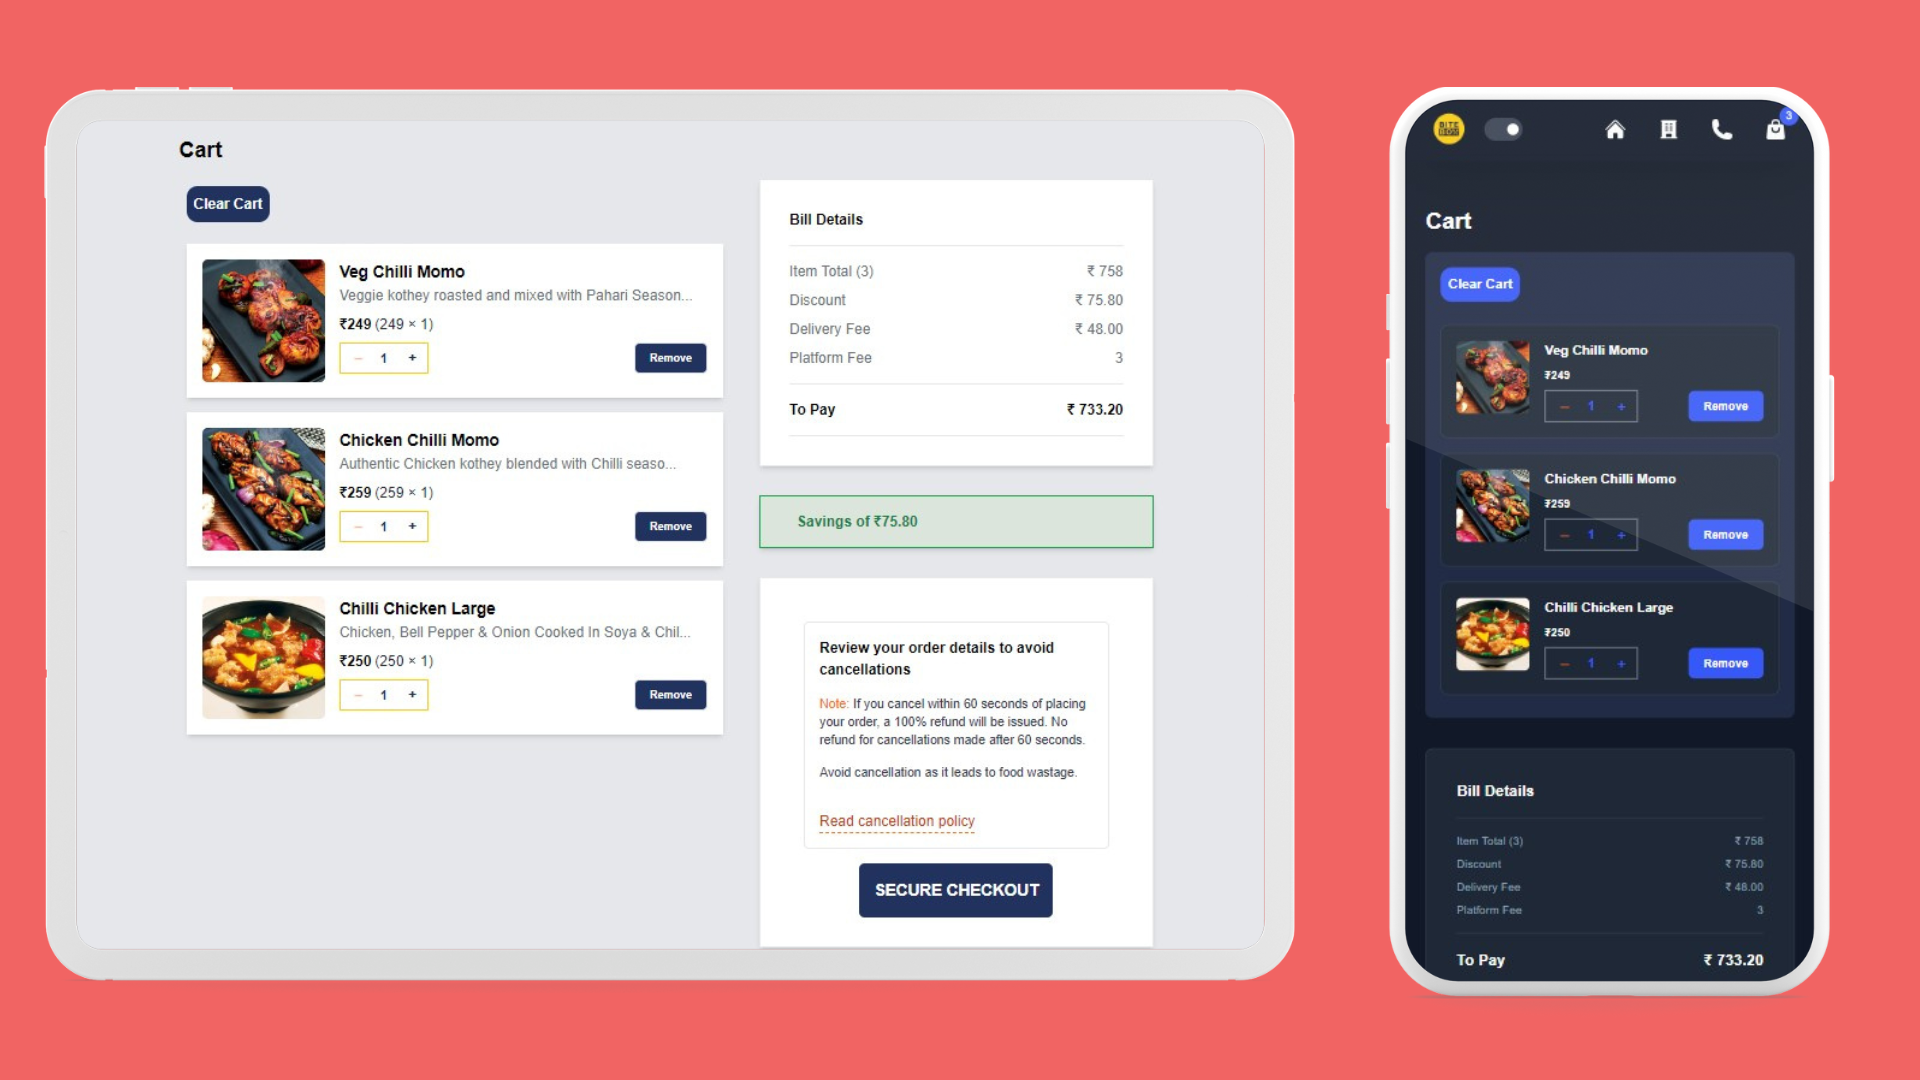 Cart
Clear Cart
Veg Chilli Momo
Veggie kothey roasted and mixed with Pahari Season...
₹249 (249 × 1)
– 1 +
Remove
Chicken Chilli Momo
Authentic Chicken kothey blended with Chilli seaso...
₹259 (259 × 1)
– 1 +
Remove
Chilli Chicken Large
Chicken, Bell Pepper & Onion Cooked In Soya & Chil...
₹250 (250 × 1)
– 1 +
Remove
Bill Details
Item Total (3) ₹ 758
Discount ₹ 75.80
Delivery Fee ₹ 48.00
Platform Fee 3
To Pay ₹ 733.20
Savings of ₹75.80
Review your order details to avoid
cancellations
Note: If you cancel within 60 seconds of placing
your order, a 100% refund will be issued. No
refund for cancellations made after 60 seconds.
Avoid cancellation as it leads to food wastage.
Read cancellation policy
SECURE CHECKOUT
BITE
BOX
3
Cart
Clear Cart
Veg Chilli Momo
₹249
– 1 +
Remove
Chicken Chilli Momo
₹259
– 1 +
Remove
Chilli Chicken Large
₹250
– 1 +
Remove
Bill Details
Item Total (3) ₹ 758
Discount ₹ 75.80
Delivery Fee ₹ 48.00
Platform Fee 3
To Pay ₹ 733.20